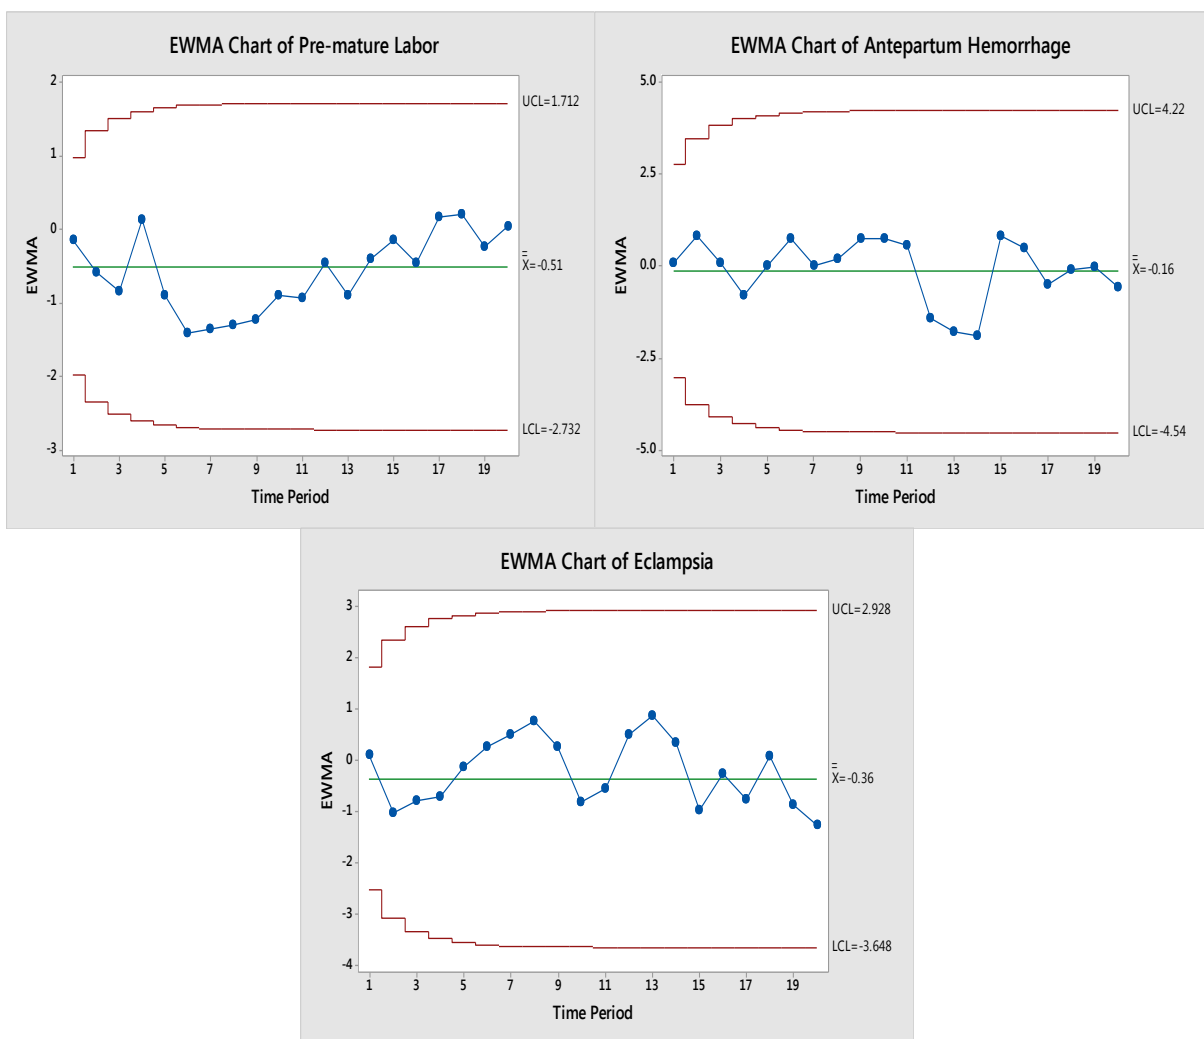 EWMA Chart of Pre-mature Labor
2
1
0
-1
-2
-3
EWMA
UCL=1.712
X=-0.51
LCL=-2.732
1 3 5 7 9 11 13 15 17 19
Time Period
EWMA Chart of Antepartum Hemorrhage
5.0
2.5
0.0
-2.5
-5.0
EWMA
UCL=4.22
X=-0.16
LCL=-4.54
1 3 5 7 9 11 13 15 17 19
Time Period
EWMA Chart of Eclampsia
3
2
1
0
-1
-2
-3
-4
EWMA
UCL=2.928
X=-0.36
LCL=-3.648
1 3 5 7 9 11 13 15 17 19
Time Period